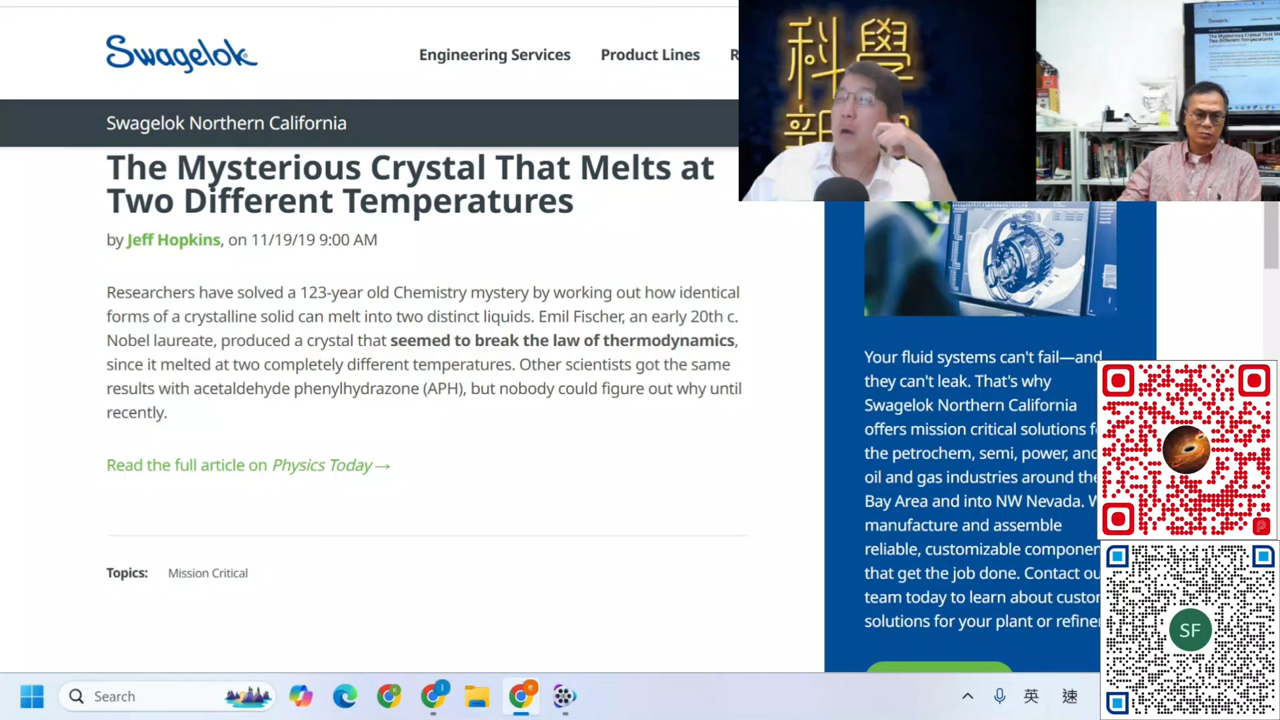 Swagelok
Engineering Services
Product Lines
R
科學
Swagelok Northern California
The Mysterious Crystal That Melts at
Two Different Temperatures
by Jeff Hopkins, on 11/19/19 9:00 AM
Researchers have solved a 123-year old Chemistry mystery by working out how identical
forms of a crystalline solid can melt into two distinct liquids. Emil Fischer, an early 20th c.
Nobel laureate, produced a crystal that seemed to break the law of thermodynamics,
since it melted at two completely different temperatures. Other scientists got the same
results with acetaldehyde phenylhydrazone (APH), but nobody could figure out why until
recently.
Read the full article on Physics Today →
Topics: Mission Critical
Your fluid systems can't fail—and
they can't leak. That's why
Swagelok Northern California
offers mission critical solutions f
the petrochem, semi, power, and
oil and gas industries around the
Bay Area and into NW Nevada. W
manufacture and assemble
reliable, customizable componen
that get the job done. Contact ou
team today to learn about custo
solutions for your plant or refine
SF
Search
英
速